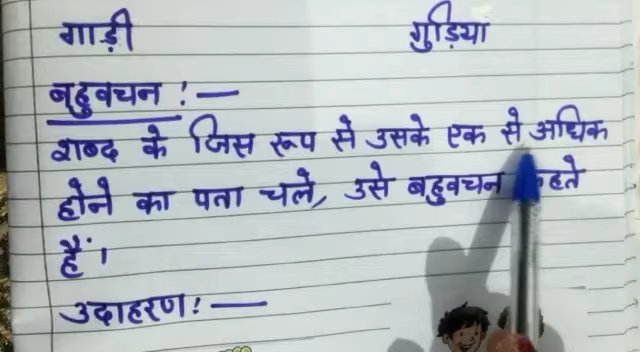 गाड़ी गुड़िया
बहुवचन :—
शब्द के जिस रूप से उसके एक से अधिक
होने का पता चले, उसे बहुवचन कहते
हैं।
उदाहरण:—